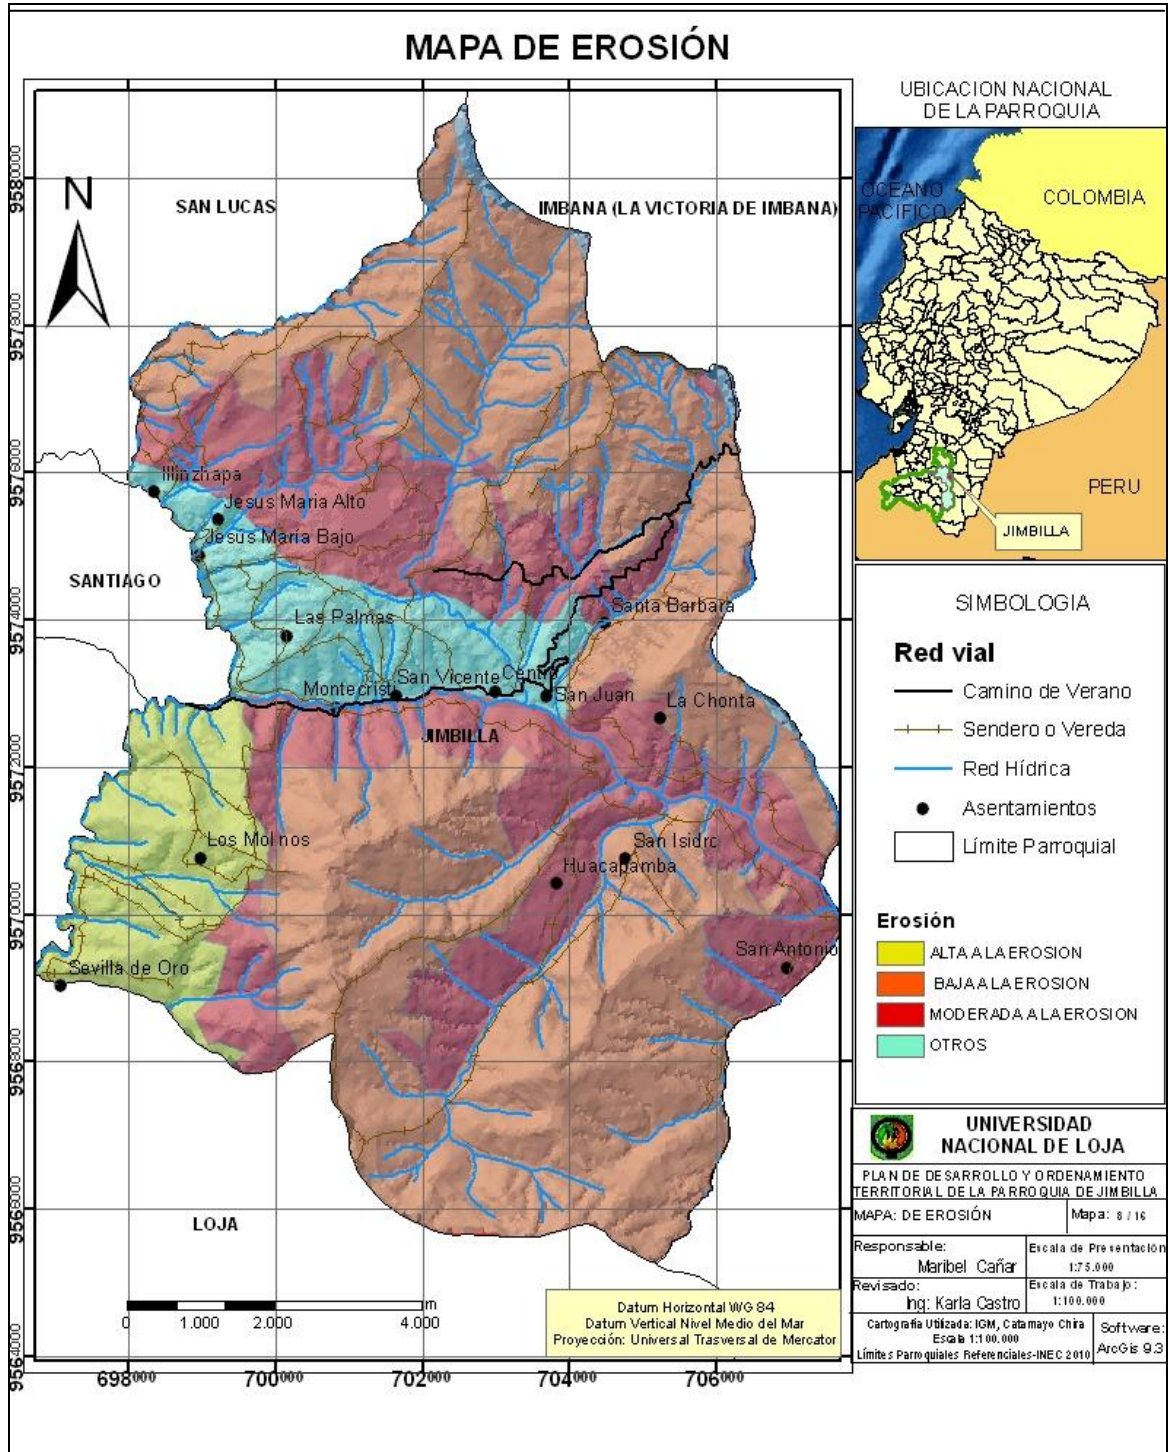 MAPA DE EROSIÓN
N
SAN LUCAS
IMBANA (LA VICTORIA DE IMBANA)
Illinzhapa
Jesus Maria Alto
Jesus María Bajo
SANTIAGO
Las Palmas
Santa Barbara
Montecristi
San Vicente
Centro
San Juan
La Chonta
JIMBILLA
Los Molinos
San Isidro
Huacapamba
San Antonio
Sevilla de Oro
LOJA
9580000
9578000
9576000
9574000
9572000
9570000
9568000
9566000
9564000
698000
700000
702000
704000
706000
0
1.000
2.000
4.000
m
Datum Horizontal WG 84
Datum Vertical Nivel Medio del Mar
Proyección: Universal Trasversal de Mercator
UBICACION NACIONAL
DE LA PARROQUIA
OCEANO
PACÍFICO
COLOMBIA
PERU
JIMBILLA
SIMBOLOGIA
Red vial
Camino de Verano
Sendero o Vereda
Red Hídrica
Asentamientos
Límite Parroquial
Erosión
ALTA A LA EROSION
BAJA A LA EROSION
MODERADA A LA EROSION
OTROS
UNIVERSIDAD
NACIONAL DE LOJA
PLAN DE DESARROLLO Y ORDENAMIENTO
TERRITORIAL DE LA PARROQUIA DE JIMBILLA
MAPA: DE EROSIÓN
Mapa: 8 / 16
Responsable:
Maribel Cañar
Escala de Presentación
1:75.000
Revisado:
Ing: Karla Castro
Escala de Trabajo:
1:100.000
Cartografía Utilizada: IGM, Catamayo Chira
Escala 1:100.000
Límites Parroquiales Referenciales-INEC 2010
Software:
ArcGis 9.3